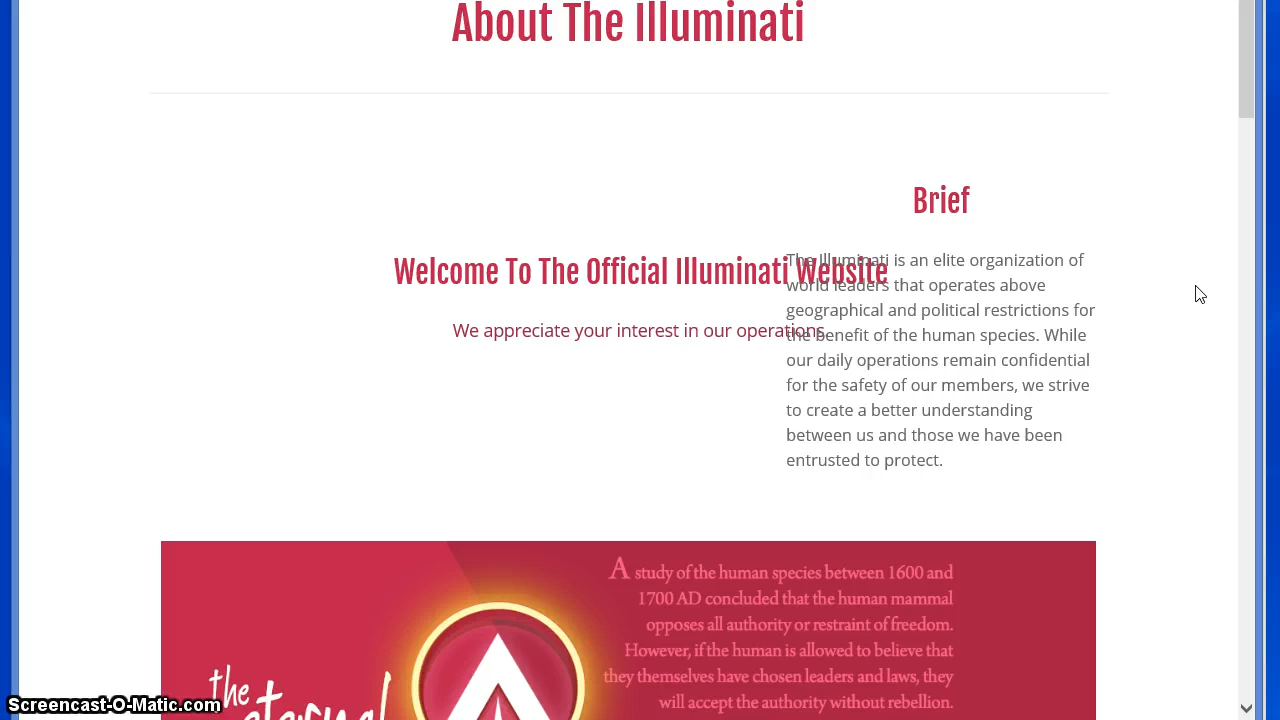 About The Illuminati
Brief
Welcome To The Official Illuminati Website
We appreciate your interest in our operations.
The Illuminati is an elite organization of
world leaders that operates above
geographical and political restrictions for
the benefit of the human species. While
our daily operations remain confidential
for the safety of our members, we strive
to create a better understanding
between us and those we have been
entrusted to protect.
A study of the human species between 1600 and
1700 AD concluded that the human mammal
opposes all authority or restraint of freedom.
However, if the human is allowed to believe that
they themselves have chosen leaders and laws, they
will accept the authority without rebellion.
the
eternal
Screencast-O-Matic.com